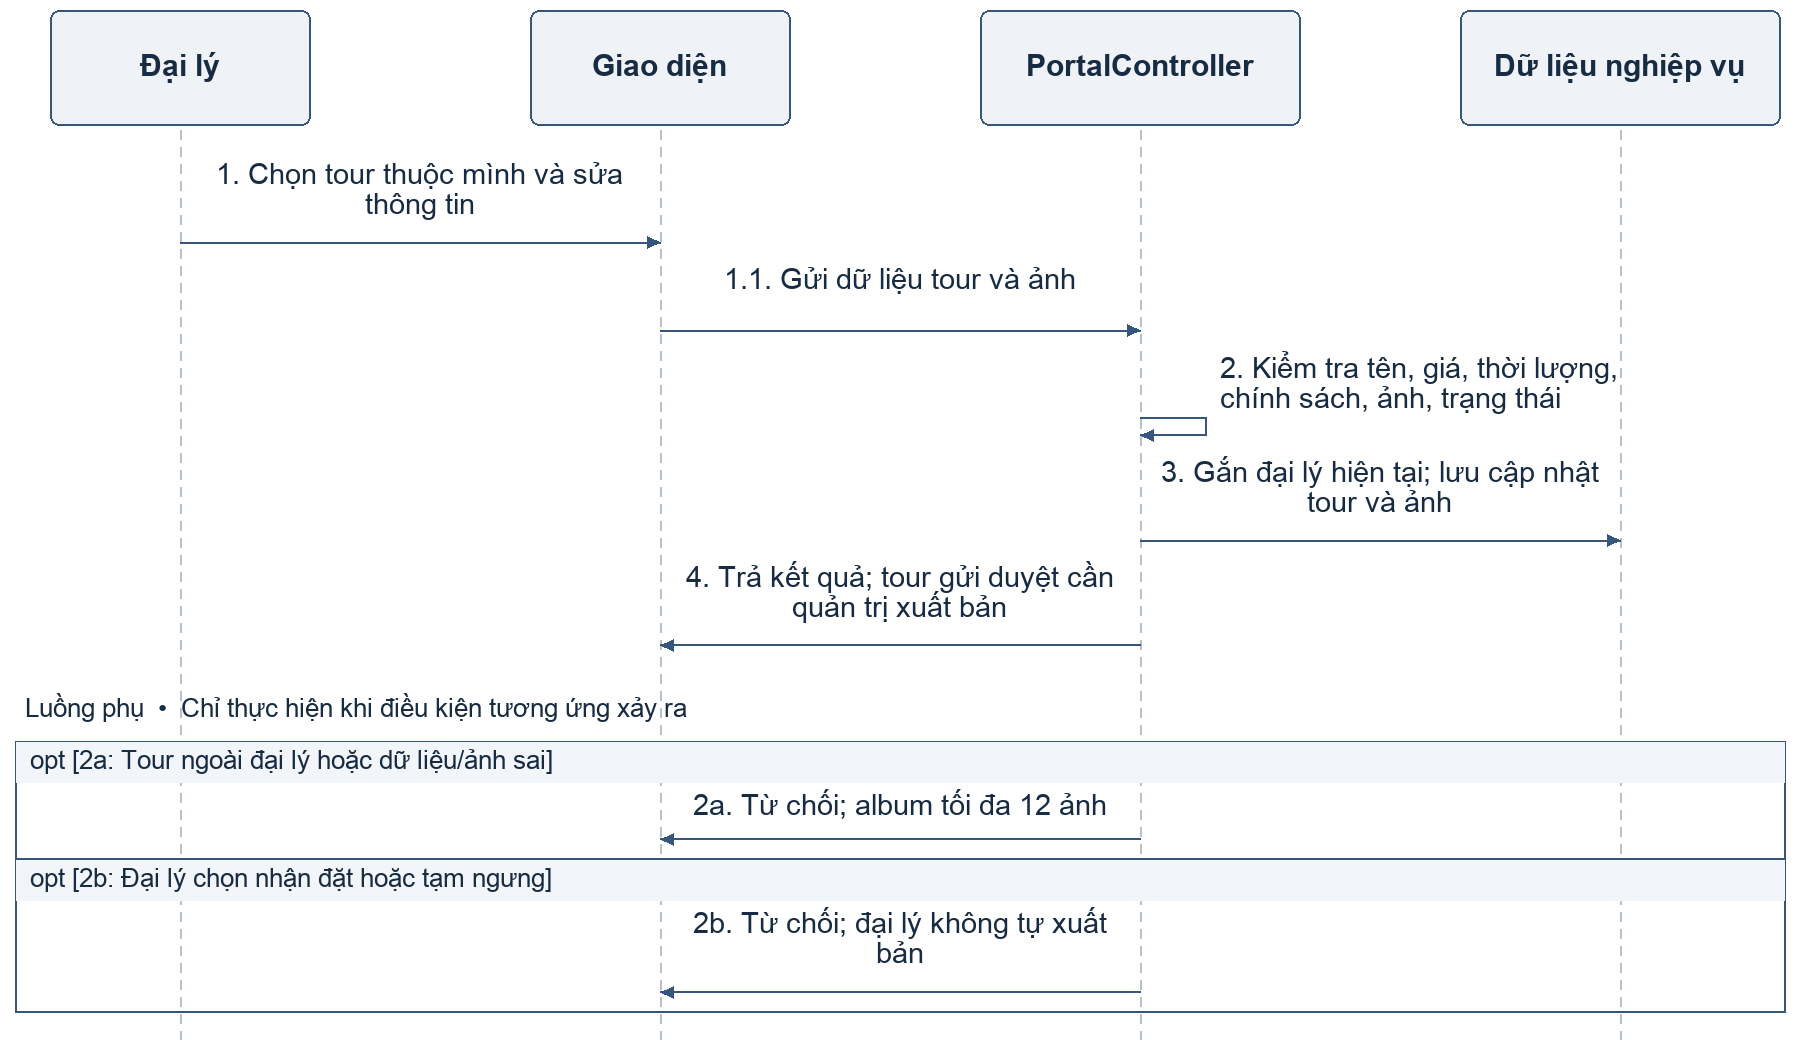 Đại lý
Giao diện
PortalController
Dữ liệu nghiệp vụ
1. Chọn tour thuộc mình và sửa
thông tin
1.1. Gửi dữ liệu tour và ảnh
2. Kiểm tra tên, giá, thời lượng,
chính sách, ảnh, trạng thái
3. Gắn đại lý hiện tại; lưu cập nhật
tour và ảnh
4. Trả kết quả; tour gửi duyệt cần
quản trị xuất bản
Luồng phụ • Chỉ thực hiện khi điều kiện tương ứng xảy ra
opt [2a: Tour ngoài đại lý hoặc dữ liệu/ảnh sai]
2a. Từ chối; album tối đa 12 ảnh
opt [2b: Đại lý chọn nhận đặt hoặc tạm ngưng]
2b. Từ chối; đại lý không tự xuất
bản